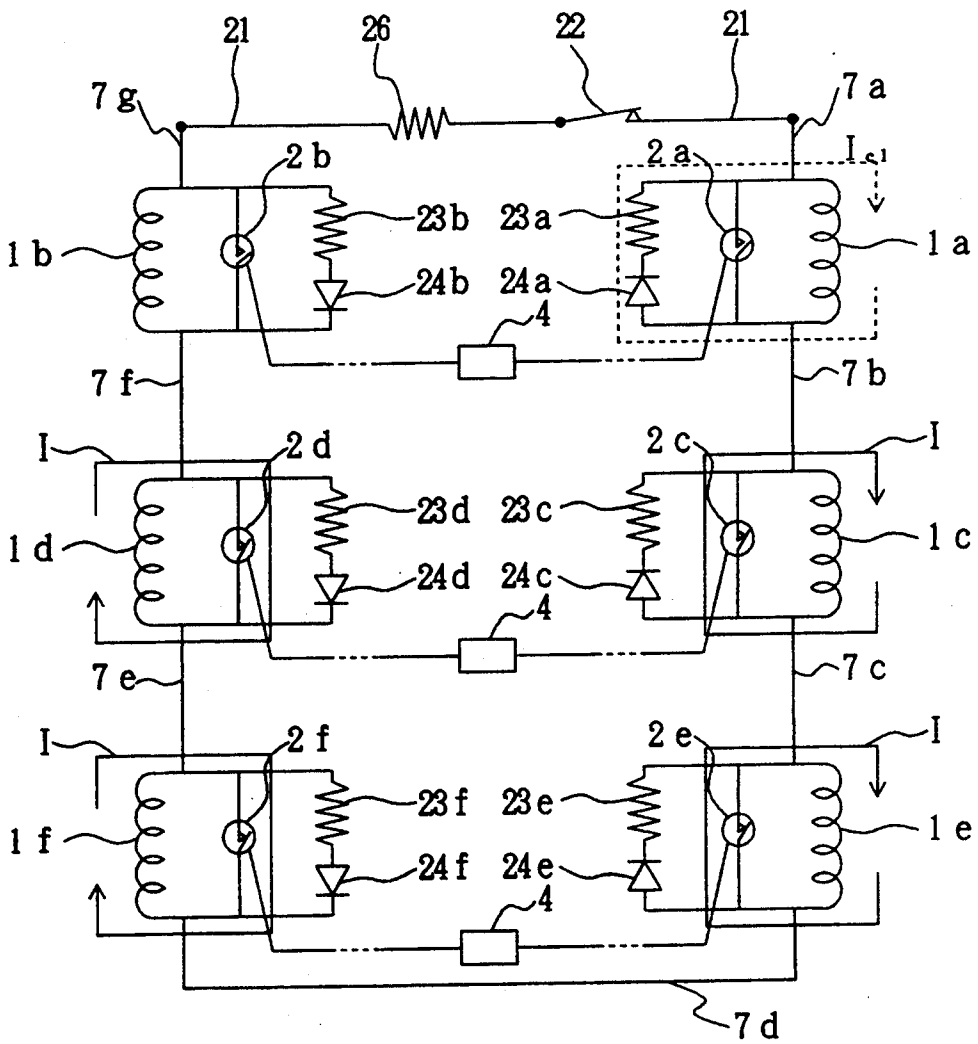 21 26 22 21
7g 7a
2b 2a
1b 23b 23a 1a
24b 24a
4
7f 7b
I 2d 2c I
1d 23d 23c 1c
24d 24c
4
7e 7c
I 2f 2e I
1f 23f 23e 1e
24f 24e
4
7d